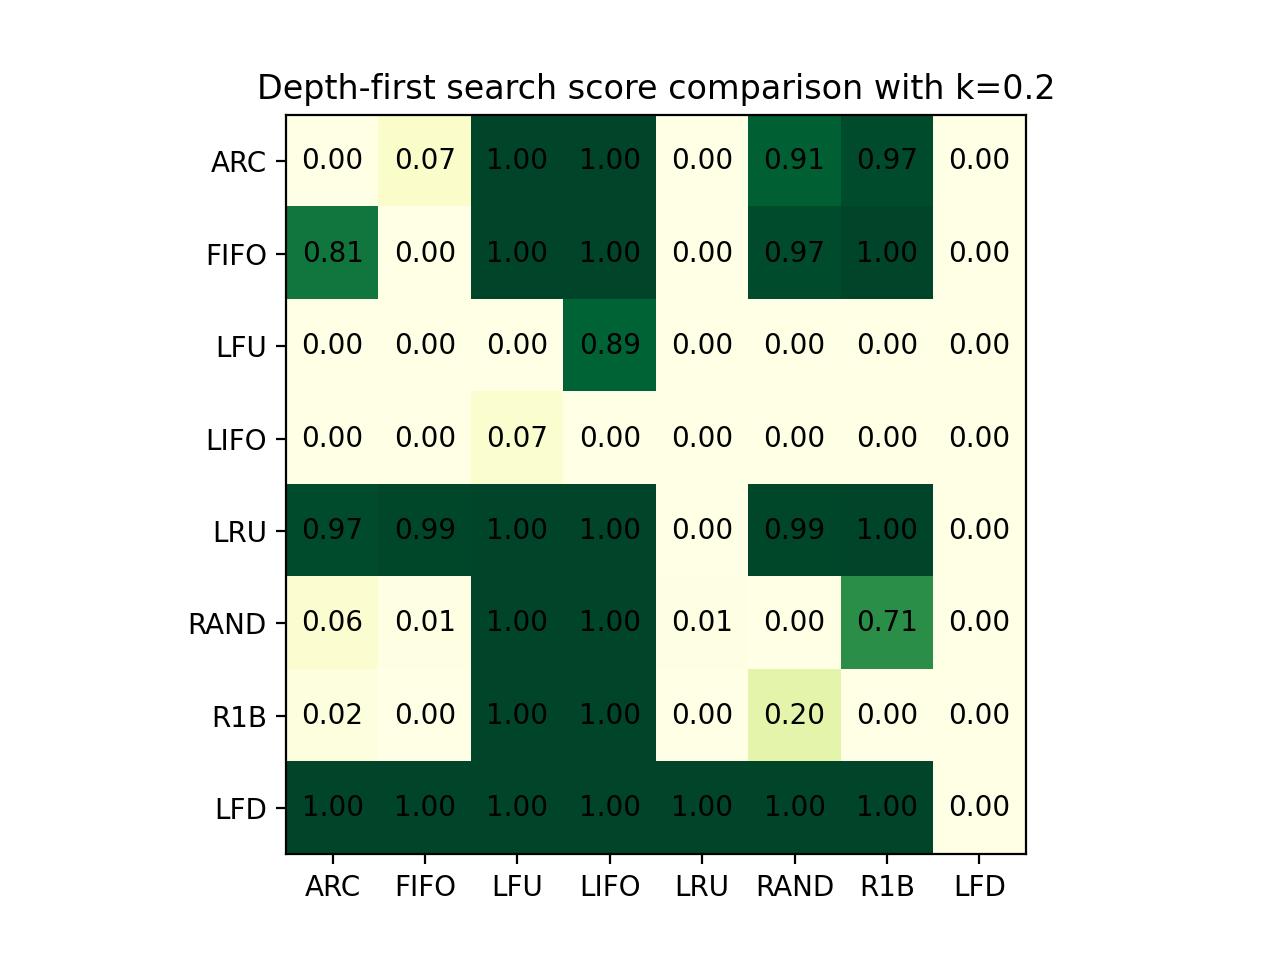 Depth-first search score comparison with k=0.2
ARC 0.00 0.07 1.00 1.00 0.00 0.91 0.97 0.00
FIFO 0.81 0.00 1.00 1.00 0.00 0.97 1.00 0.00
LFU 0.00 0.00 0.00 0.89 0.00 0.00 0.00 0.00
LIFO 0.00 0.00 0.07 0.00 0.00 0.00 0.00 0.00
LRU 0.97 0.99 1.00 1.00 0.00 0.99 1.00 0.00
RAND 0.06 0.01 1.00 1.00 0.01 0.00 0.71 0.00
R1B 0.02 0.00 1.00 1.00 0.00 0.20 0.00 0.00
LFD 1.00 1.00 1.00 1.00 1.00 1.00 1.00 0.00
ARC FIFO LFU LIFO LRU RAND R1B LFD